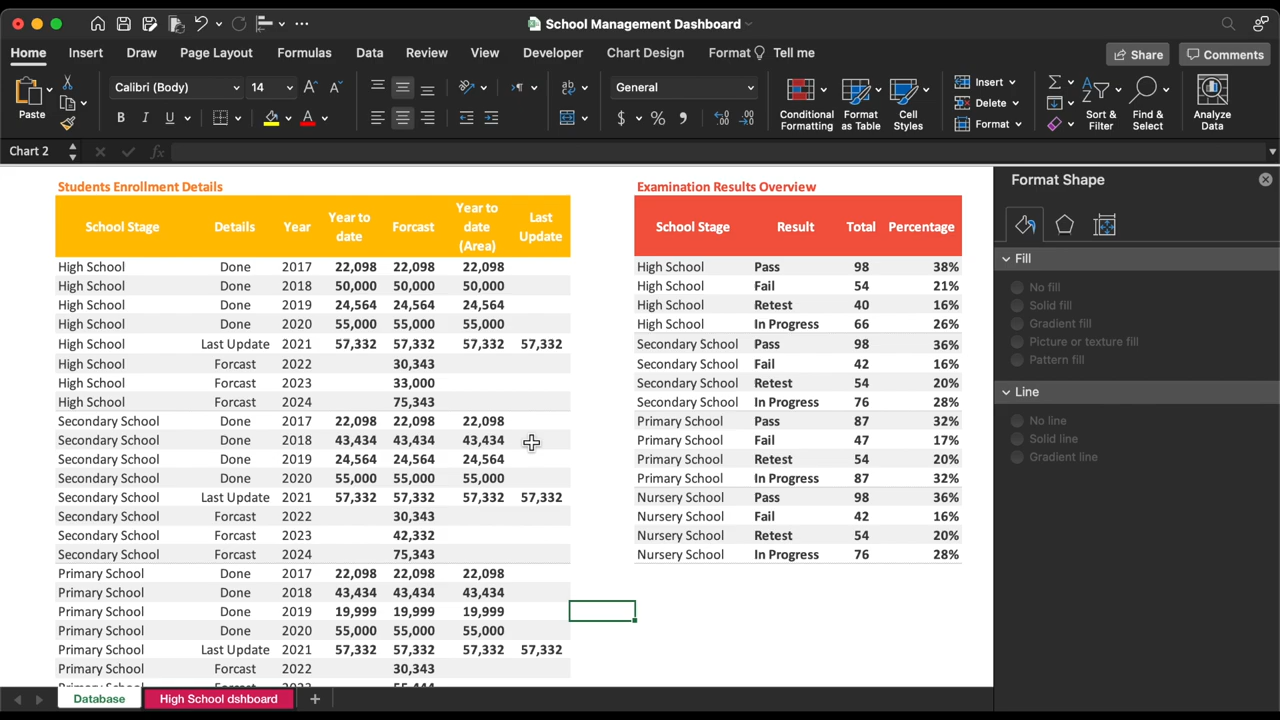 School Management Dashboard
Home Insert Draw Page Layout Formulas Data Review View Developer Chart Design Format Tell me
Share Comments
Paste
Calibri (Body) 14
B I U
General
Conditional Formatting
Format as Table
Cell Styles
Insert
Delete
Format
Sort & Filter
Find & Select
Analyze Data
Chart 2 fx
Students Enrollment Details
School Stage Details Year Year to date Forcast Year to date (Area) Last Update
High School Done 2017 22,098 22,098 22,098
High School Done 2018 50,000 50,000 50,000
High School Done 2019 24,564 24,564 24,564
High School Done 2020 55,000 55,000 55,000
High School Last Update 2021 57,332 57,332 57,332 57,332
High School Forcast 2022 30,343
High School Forcast 2023 33,000
High School Forcast 2024 75,343
Secondary School Done 2017 22,098 22,098 22,098
Secondary School Done 2018 43,434 43,434 43,434
Secondary School Done 2019 24,564 24,564 24,564
Secondary School Done 2020 55,000 55,000 55,000
Secondary School Last Update 2021 57,332 57,332 57,332 57,332
Secondary School Forcast 2022 30,343
Secondary School Forcast 2023 42,332
Secondary School Forcast 2024 75,343
Primary School Done 2017 22,098 22,098 22,098
Primary School Done 2018 43,434 43,434 43,434
Primary School Done 2019 19,999 19,999 19,999
Primary School Done 2020 55,000 55,000 55,000
Primary School Last Update 2021 57,332 57,332 57,332 57,332
Primary School Forcast 2022 30,343
Examination Results Overview
School Stage Result Total Percentage
High School Pass 98 38%
High School Fail 54 21%
High School Retest 40 16%
High School In Progress 66 26%
Secondary School Pass 98 36%
Secondary School Fail 42 16%
Secondary School Retest 54 20%
Secondary School In Progress 76 28%
Primary School Pass 87 32%
Primary School Fail 47 17%
Primary School Retest 54 20%
Primary School In Progress 87 32%
Nursery School Pass 98 36%
Nursery School Fail 42 16%
Nursery School Retest 54 20%
Nursery School In Progress 76 28%
Format Shape
Fill
No fill
Solid fill
Gradient fill
Picture or texture fill
Pattern fill
Line
No line
Solid line
Gradient line
Database High School dshboard